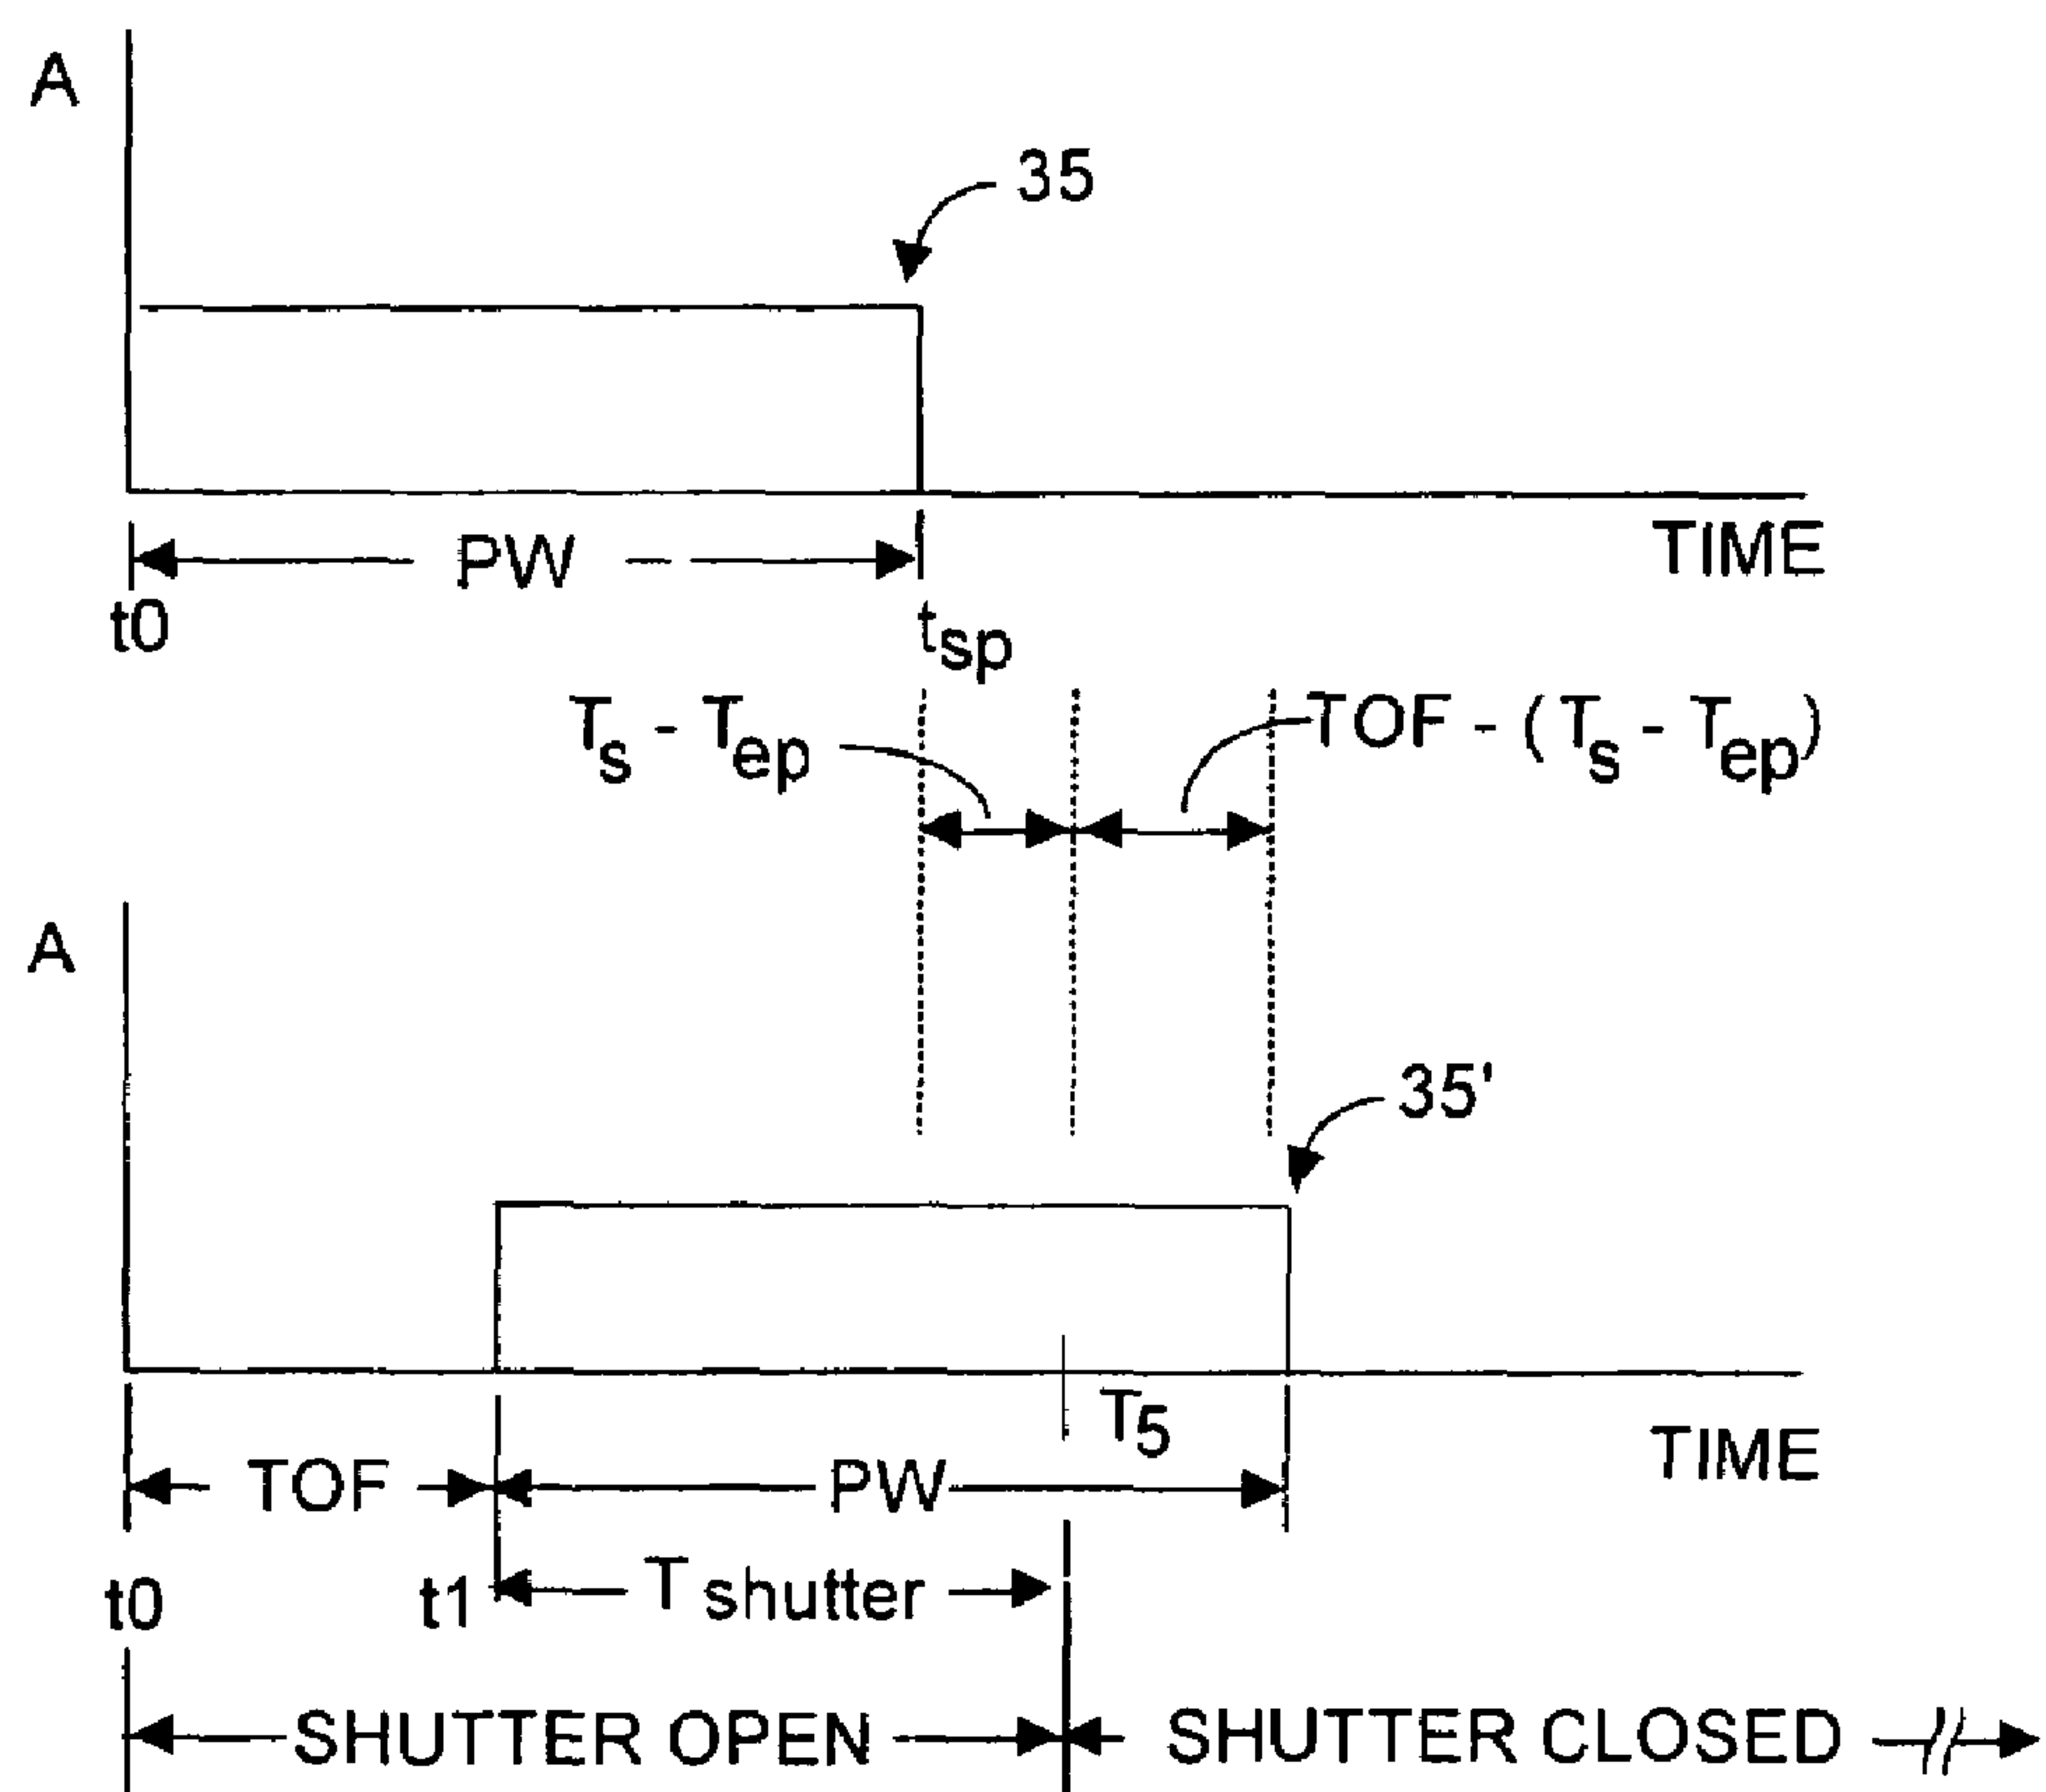 A
35
PW
TIME
t0
tsp
Ts - Tep
TOF - (Ts - Tep)
A
35'
T5
TIME
TOF
PW
t0
t1
Tshutter
SHUTTER OPEN
SHUTTER CLOSED